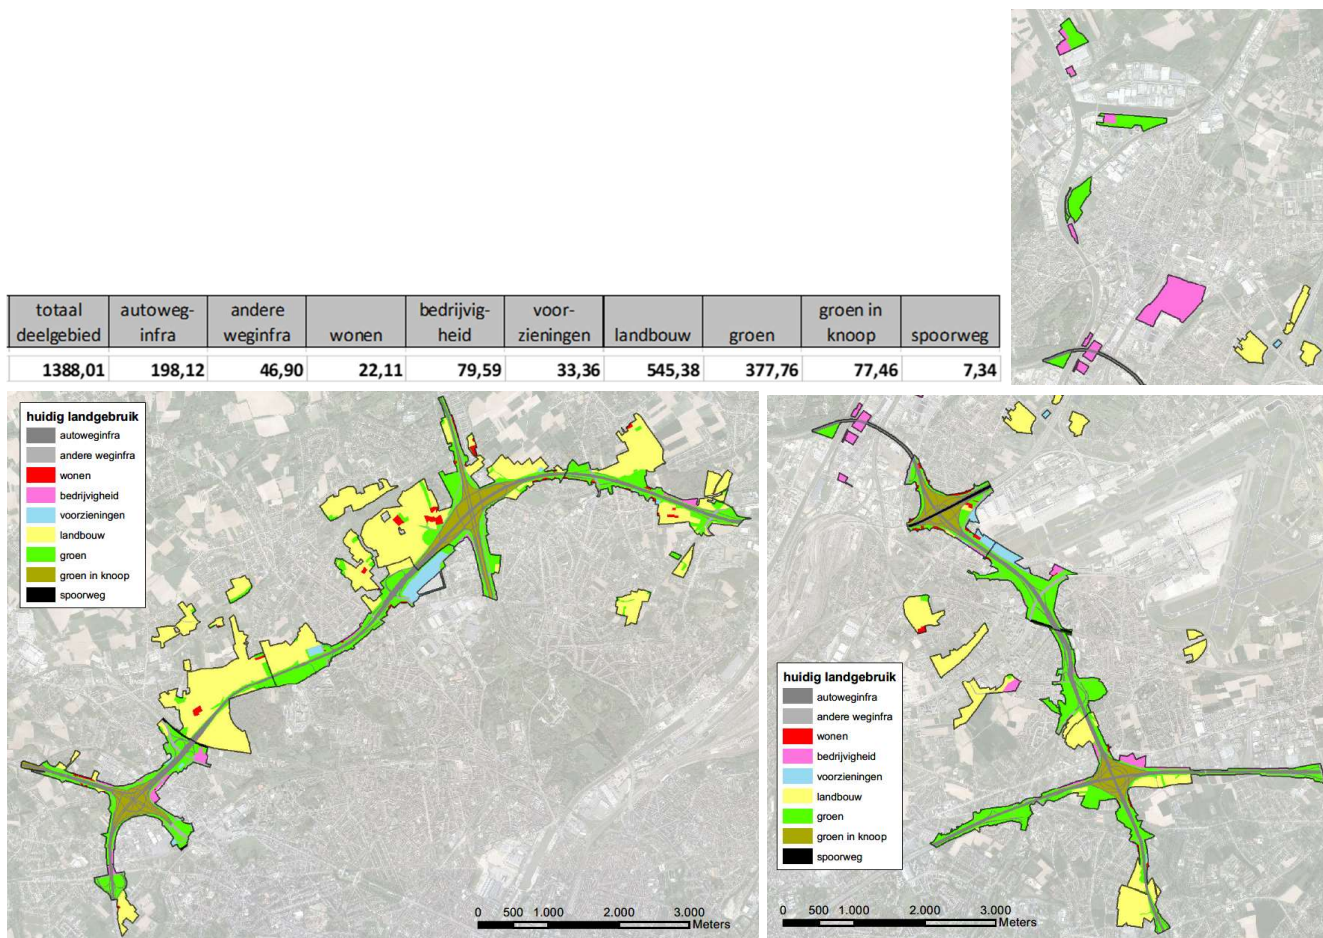 totaal deelgebied
autoweg-infra
andere weginfra
wonen
bedrijvig-heid
voor-zieningen
landbouw
groen
groen in knoop
spoorweg
1388,01 198,12 46,90 22,11 79,59 33,36 545,38 377,76 77,46 7,34
huidig landgebruik
autoweginfra
andere weginfra
wonen
bedrijvigheid
voorzieningen
landbouw
groen
groen in knoop
spoorweg
0 500 1.000 2.000 3.000
Meters
huidig landgebruik
autoweginfra
andere weginfra
wonen
bedrijvigheid
voorzieningen
landbouw
groen
groen in knoop
spoorweg
0 500 1.000 2.000 3.000
Meters